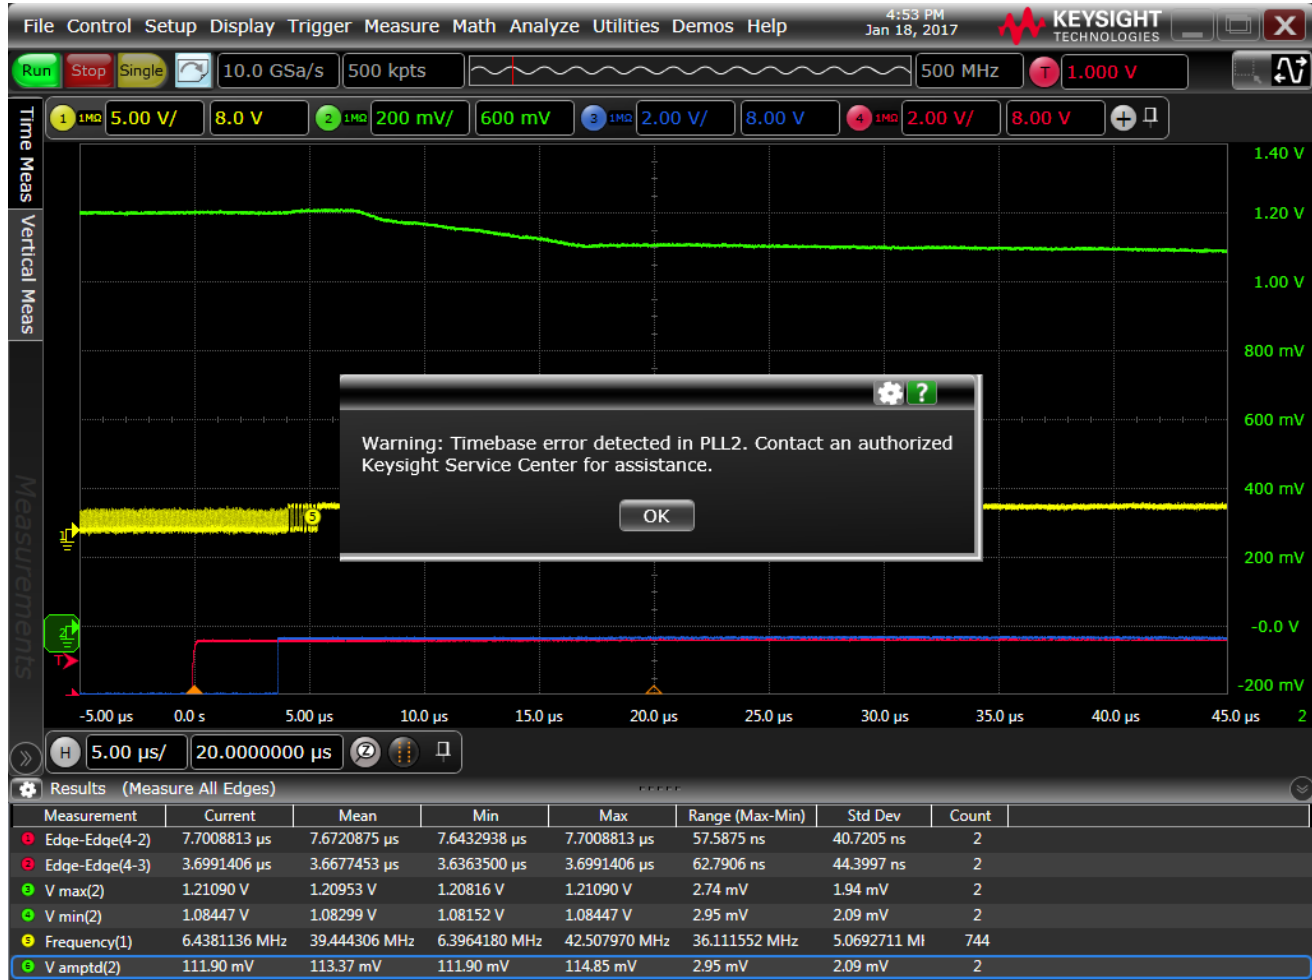 File Control Setup Display Trigger Measure Math Analyze Utilities Demos Help
4:53 PM
Jan 18, 2017
KEYSIGHT
TECHNOLOGIES
Run Stop Single 10.0 GSa/s 500 kpts 500 MHz T 1.000 V
1 1MΩ 5.00 V/ 8.0 V 2 1MΩ 200 mV/ 600 mV 3 1MΩ 2.00 V/ 8.00 V 4 1MΩ 2.00 V/ 8.00 V +
Time Meas
Vertical Meas
Measurements
1.40 V
1.20 V
1.00 V
800 mV
600 mV
400 mV
200 mV
-0.0 V
-200 mV
?
Warning: Timebase error detected in PLL2. Contact an authorized
Keysight Service Center for assistance.
OK
5
1
2
T
-5.00 µs 0.0 s 5.00 µs 10.0 µs 15.0 µs 20.0 µs 25.0 µs 30.0 µs 35.0 µs 40.0 µs 45.0 µs 2
H 5.00 µs/ 20.0000000 µs Z
Results (Measure All Edges)
Measurement Current Mean Min Max Range (Max-Min) Std Dev Count
1 Edge-Edge(4-2) 7.7008813 µs 7.6720875 µs 7.6432938 µs 7.7008813 µs 57.5875 ns 40.7205 ns 2
2 Edge-Edge(4-3) 3.6991406 µs 3.6677453 µs 3.6363500 µs 3.6991406 µs 62.7906 ns 44.3997 ns 2
3 V max(2) 1.21090 V 1.20953 V 1.20816 V 1.21090 V 2.74 mV 1.94 mV 2
4 V min(2) 1.08447 V 1.08299 V 1.08152 V 1.08447 V 2.95 mV 2.09 mV 2
5 Frequency(1) 6.4381136 MHz 39.444306 MHz 6.3964180 MHz 42.507970 MHz 36.111552 MHz 5.0692711 MH 744
6 V amptd(2) 111.90 mV 113.37 mV 111.90 mV 114.85 mV 2.95 mV 2.09 mV 2